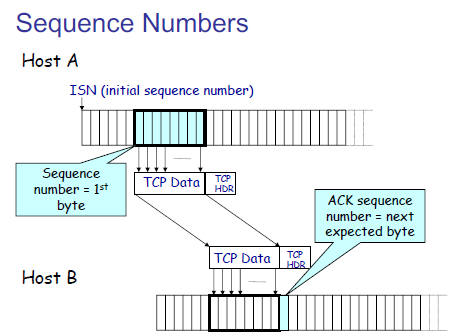 Sequence Numbers
Host A
ISN (initial sequence number)
Sequence
number = 1st
byte
TCP Data
TCP
HDR
ACK sequence
number = next
expected byte
TCP Data
TCP
HDR
Host B